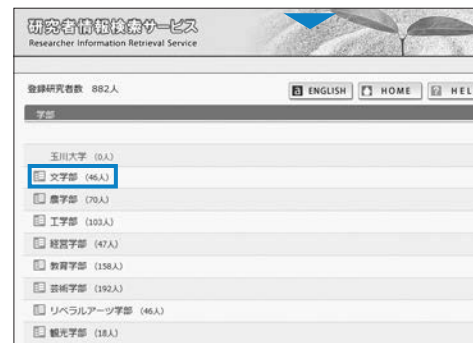 研究者情報検索サービス
Researcher Information Retrieval Service
登録研究者数 882人
ENGLISH HOME HEL
学部
玉川大学 (0人)
文学部 (46人)
農学部 (70人)
工学部 (103人)
経営学部 (47人)
教育学部 (158人)
芸術学部 (192人)
リベラルアーツ学部 (46人)
観光学部 (18人)